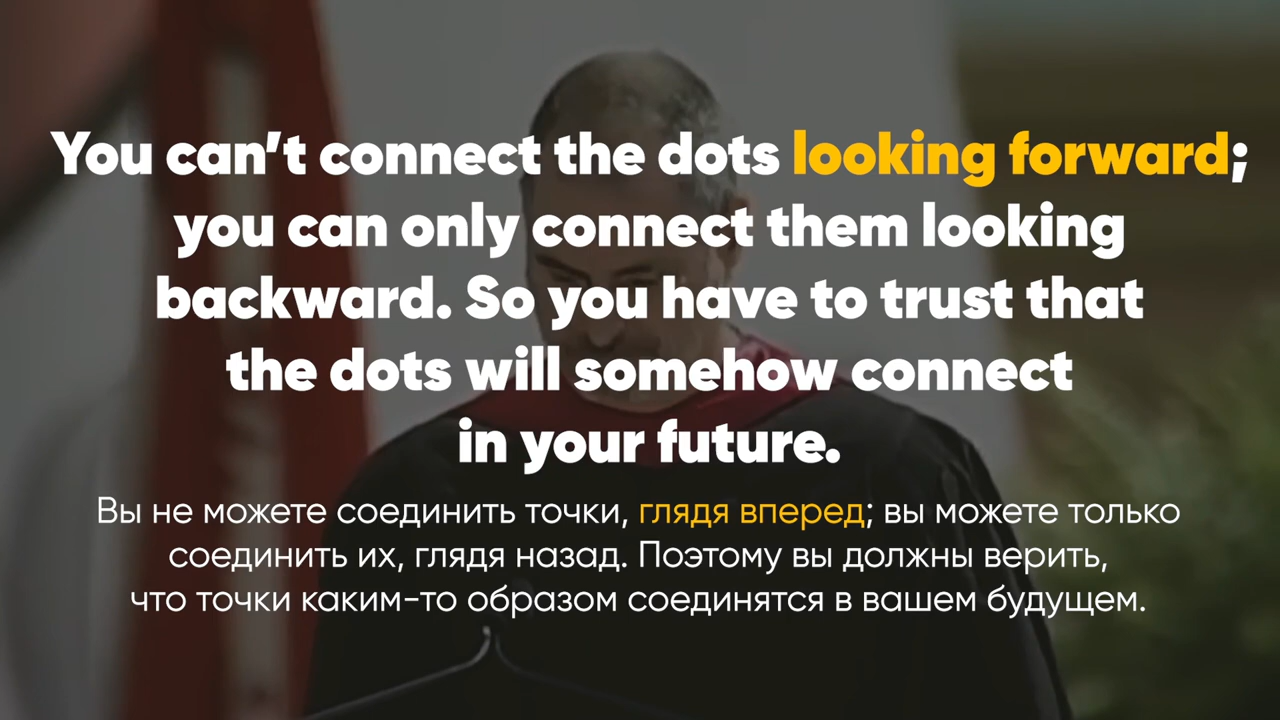 You can’t connect the dots looking forward;
you can only connect them looking
backward. So you have to trust that
the dots will somehow connect
in your future.
Вы не можете соединить точки, глядя вперед; вы можете только
соединить их, глядя назад. Поэтому вы должны верить,
что точки каким-то образом соединятся в вашем будущем.